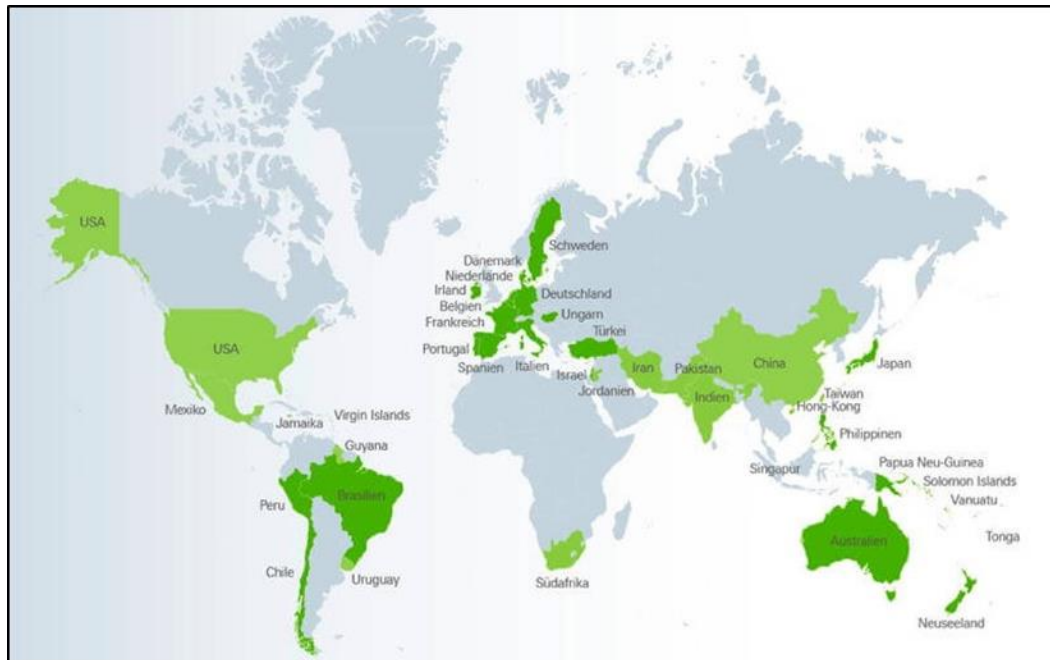 USA
Schweden
Dänemark
Niederlande
Irland
Deutschland
Belgien
Ungarn
Frankreich
Türkei
USA
Portugal
Spanien
Italien
Israel
Iran
Pakistan
China
Japan
Jordanien
Indien
Taiwan
Hong-Kong
Mexiko
Jamaika
Virgin Islands
Philippinen
Guyana
Singapur
Papua Neu-Guinea
Solomon Islands
Vanuatu
Peru
Brasilien
Tonga
Australien
Chile
Uruguay
Südafrika
Neuseeland